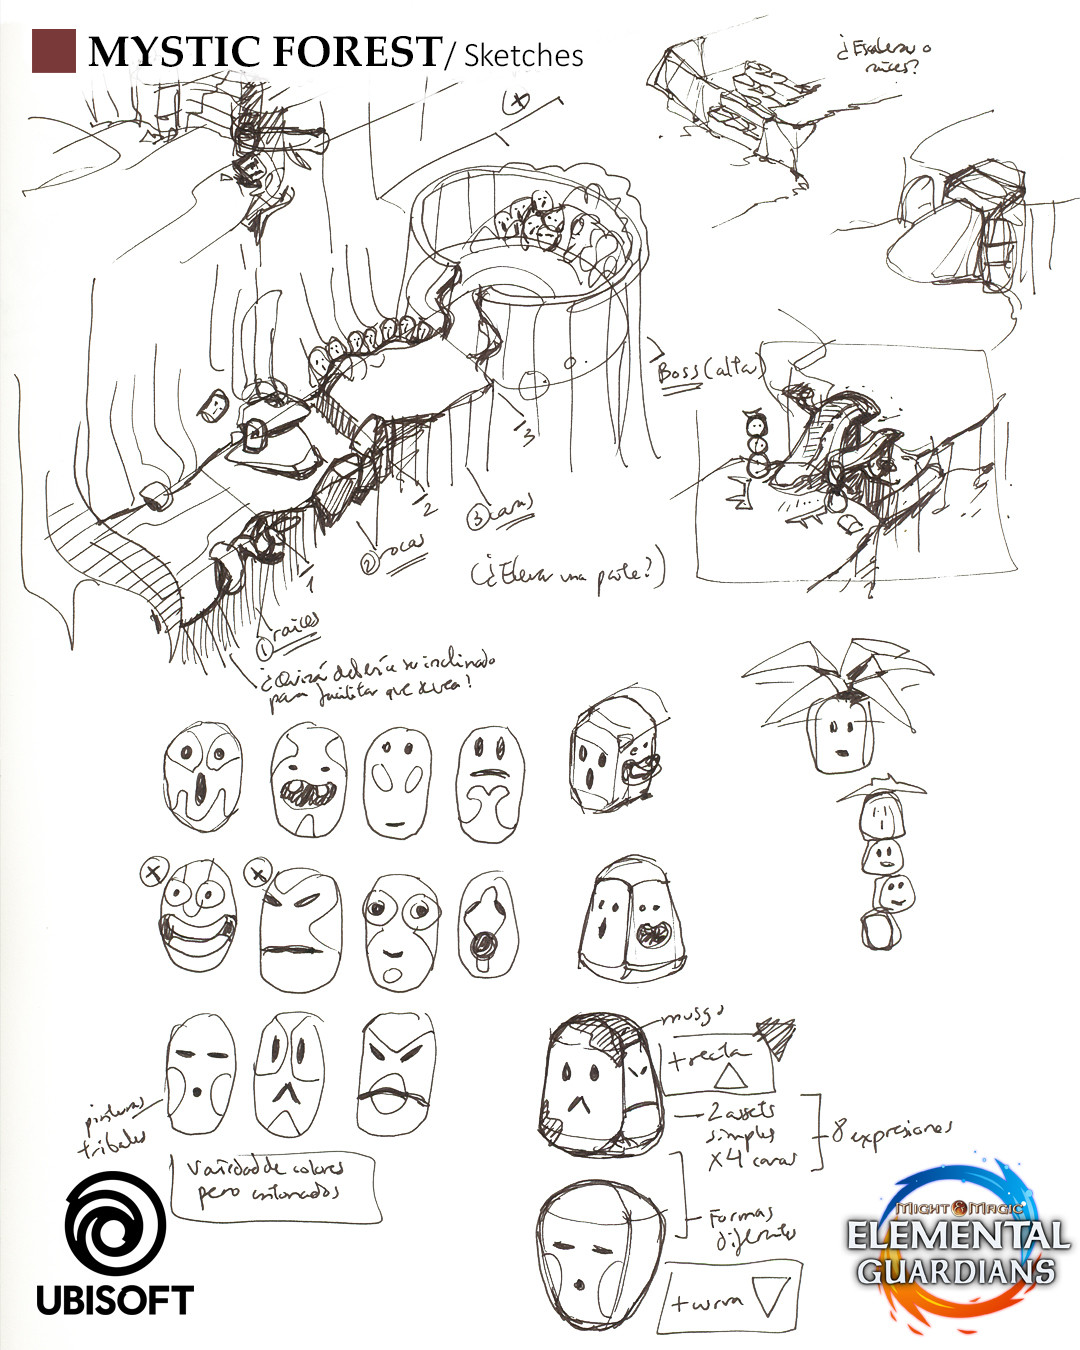 MYSTIC FOREST/ Sketches
¿Escaleras o
raíces?
Boss (altar)
3
2
1
③ caras
② rocas
(¿Elevar una parte?)
① raíces
¿Quizá debería ser inclinado
para facilitar que se vea?
musgo
+ recta
2 assets
simples
x4 caras
8 expresiones
pinturas
tribales
variedad de colores
pero entonados
Formas
diferentes
+ curva
UBISOFT
MIGHT & MAGIC
ELEMENTAL
GUARDIANS